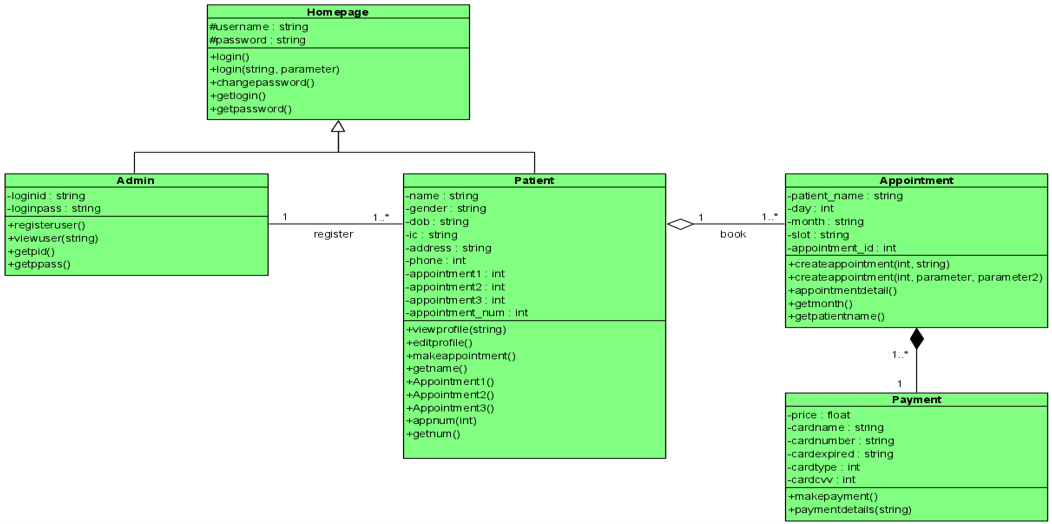 Homepage
#username : string
#password : string
+login()
+login(string, parameter)
+changepassword()
+getlogin()
+getpassword()
Admin
-loginid : string
-loginpass : string
+registeruser()
+viewuser(string)
+getpid()
+getppass()
1
1..*
register
Patient
-name : string
-gender : string
-dob : string
-ic : string
-address : string
-phone : int
-appointment1 : int
-appointment2 : int
-appointment3 : int
-appointment_num : int
+viewprofile(string)
+editprofile()
+makeappointment()
+getname()
+Appointment1()
+Appointment2()
+Appointment3()
+appnum(int)
+getnum()
1
1..*
book
Appointment
-patient_name : string
-day : int
-month : string
-slot : string
-appointment_id : int
+createappointment(int, string)
+createappointment(int, parameter, parameter2)
+appointmentdetail()
+getmonth()
+getpatientname()
1..*
1
Payment
-price : float
-cardname : string
-cardnumber : string
-cardexpired : string
-cardtype : int
-cardcvv : int
+makepayment()
+paymentdetails(string)